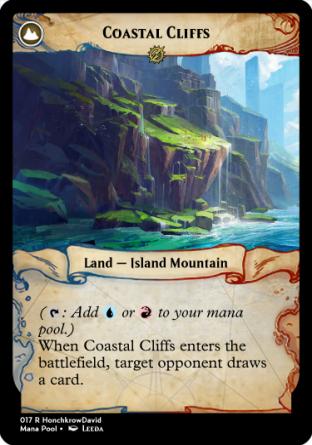 Coastal Cliffs
Land — Island Mountain
( : Add or to your mana
pool.)
When Coastal Cliffs enters the
battlefield, target opponent draws
a card.
017 R HonchkrowDavid
Mana Pool • Leeda